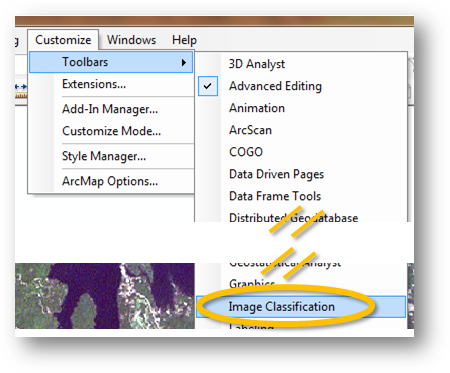 g Customize Windows Help
Toolbars
Extensions...
Add-In Manager...
Customize Mode...
Style Manager...
ArcMap Options...
3D Analyst
Advanced Editing
Animation
ArcScan
COGO
Data Driven Pages
Data Frame Tools
Distributed Geodatabase
Geostatistical Analyst
Graphics
Image Classification
Labeling